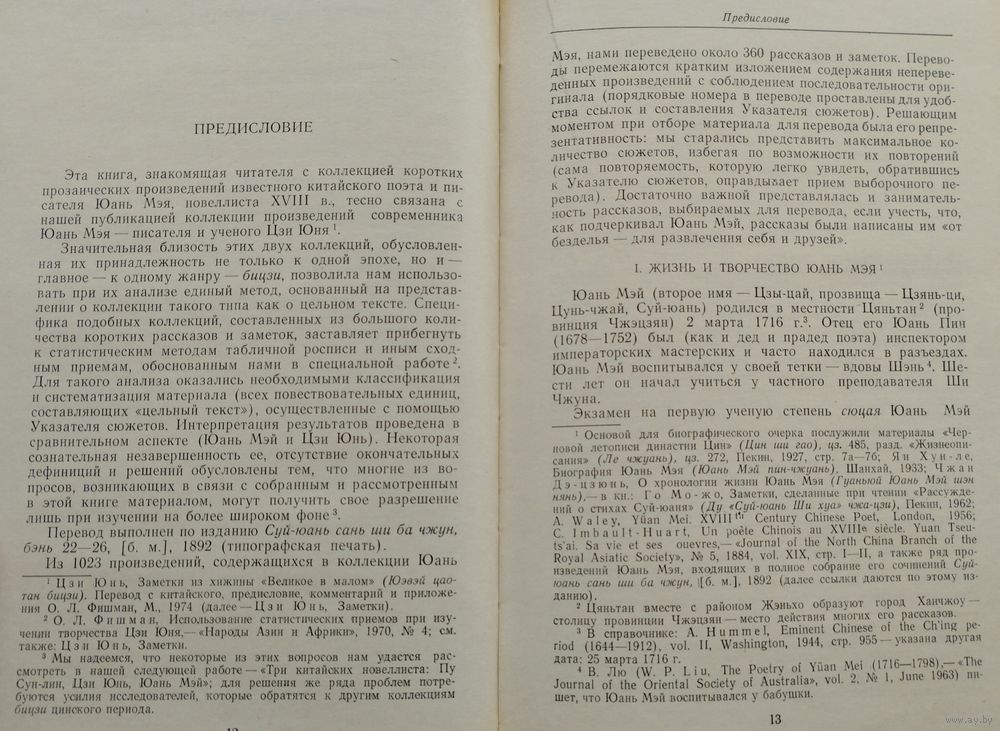 ПРЕДИСЛОВИЕ
Эта книга, знакомящая читателя с коллекцией коротких
прозаических произведений известного китайского поэта и пи-
сателя Юань Мэя, новеллиста XVIII в., тесно связана с
нашей публикацией коллекции произведений современника
Юань Мэя — писателя и ученого Цзи Юня ¹.
Значительная близость этих двух коллекций, обусловлен-
ная их принадлежность не только к одной эпохе, но и —
главное — к одному жанру — бицзи, позволила нам использо-
вать при их анализе единый метод, основанный на представ-
лении о коллекции такого типа как о цельном тексте. Специ-
фика подобных коллекций, составленных из большого коли-
чества коротких рассказов и заметок, заставляет прибегнуть
к статистическим методам табличной росписи и иным сход-
ным приемам, обоснованным нами в специальной работе ².
Для такого анализа оказались необходимыми классификация
и систематизация материала (всех повествовательных единиц,
составляющих «цельный текст»), осуществленные с помощью
Указателя сюжетов. Интерпретация результатов проведена в
сравнительном аспекте (Юань Мэй и Цзи Юнь). Некоторая
сознательная незавершенность ее, отсутствие окончательных
дефиниций и решений обусловлены тем, что многие из во-
просов, возникающих в связи с собранным и рассмотренным
в этой книге материалом, могут получить свое разрешение
лишь при изучении на более широком фоне ³.
Перевод выполнен по изданию Суй-юань сань ши ба чжун,
бэнь 22—26, [б. м.], 1892 (типографская печать).
Из 1023 произведений, содержащихся в коллекции Юань
¹ Цзи Юнь, Заметки из хижины «Великое в малом» (Юэвэй цао-
тан бицзи). Перевод с китайского, предисловие, комментарий и приложе-
ния О. Л. Фишман, М., 1974 (далее — Цзи Юнь, Заметки).
² О. Л. Фишман, Использование статистических приемов при изу-
чении творчества Цзи Юня,— «Народы Азии и Африки», 1970, № 4; см.
также: Цзи Юнь, Заметки.
³ Мы надеемся, что некоторые из этих вопросов нам удастся рас-
смотреть в нашей следующей работе — «Три китайских новеллиста: Пу
Сун-лин, Цзи Юнь, Юань Мэй»; для решения же ряда проблем потре-
буются усилия исследователей, которые обратятся к другим коллекциям
бицзи цинского периода.
Предисловие
Мэя, нами переведено около 360 рассказов и заметок. Перево-
ды перемежаются кратким изложением содержания непереве-
денных произведений с соблюдением последовательности ори-
гинала (порядковые номера в переводе проставлены для удоб-
ства ссылок и составления Указателя сюжетов). Решающим
моментом при отборе материала для перевода была его репре-
зентативность: мы старались представить максимальное ко-
личество сюжетов, избегая по возможности их повторений
(сама повторяемость, которую легко увидеть, обратившись
к Указателю сюжетов, оправдывает прием выборочного пе-
ревода). Достаточно важной представлялась и заниматель-
ность рассказов, выбираемых для перевода, если учесть, что,
как подчеркивал Юань Мэй, рассказы были написаны им «от
безделья — для развлечения себя и друзей».
I. ЖИЗНЬ И ТВОРЧЕСТВО ЮАНЬ МЭЯ ¹
Юань Мэй (второе имя — Цзы-цай, прозвища — Цзянь-ци,
Цунь-чжай, Суй-юань) родился в местности Цяньтан ² (про-
винция Чжэцзян) 2 марта 1716 г.³. Отец его Юань Пин
(1678—1752) был (как и дед и прадед поэта) инспектором
императорских мастерских и часто находился в разъездах.
Юань Мэй воспитывался у своей тетки — вдовы Шэнь ⁴. Ше-
сти лет он начал учиться у частного преподавателя Ши
Чжуна.
Экзамен на первую ученую степень сюцая Юань Мэй
¹ Основой для биографического очерка послужили материалы «Чер-
новой летописи династии Цин» (Цин ши гао), цз. 485, разд. «Жизнеопи-
сания» (Ле чжуань), цз. 272, Пекин, 1927, стр. 7а—7б; Ян Хун-ле,
Биография Юань Мэя (Юань Мэй пин-чжуань), Шанхай, 1933; Чжан
Дэ-цзюнь, О хронологии жизни Юань Мэя (Гуаньюй Юань Мэй шэн
нянь),— в кн.: Го Мо-жо, Заметки, сделанные при чтении «Рассужде-
ний о стихах Суй-юаня» (Ду «Суй-юань Ши хуа» чжа-цзи), Пекин, 1962;
A. Waley, Yüan Mei. XVIIIth Century Chinese Poet, London, 1956;
C. Imbault-Huart, Un poète Chinois au XVIIIe siècle. Yuan Tseu-
ts'ai. Sa vie et ses ouevres,— «Journal of the North China Branch of the
Royal Asiatic Society», № 5, 1884, vol. XIX, стр. I—II, а также ряд про-
изведений Юань Мэя, входящих в полное собрание его сочинений Суй-
юань сань ши ба чжун, [б. м.], 1892 (далее ссылки даются по этому из-
данию).
² Цяньтан вместе с районом Жэньхо образуют город Ханчжоу —
столицу провинции Чжэцзян — место действия многих его рассказов.
³ В справочнике: A. Hummel, Eminent Chinese of the Ch'ing pe-
riod (1644—1912), vol. II, Washington, 1944, стр. 955 — указана другая
дата: 25 марта 1716 г.
⁴ В. Лю (W. P. Liu, The Poetry of Yüan Mei (1716—1798),— «The
Journal of the Oriental Society of Australia», vol. 2, № 1, June 1963) пи-
шет, что Юань Мэй воспитывался у бабушки.
13
www.ay.by